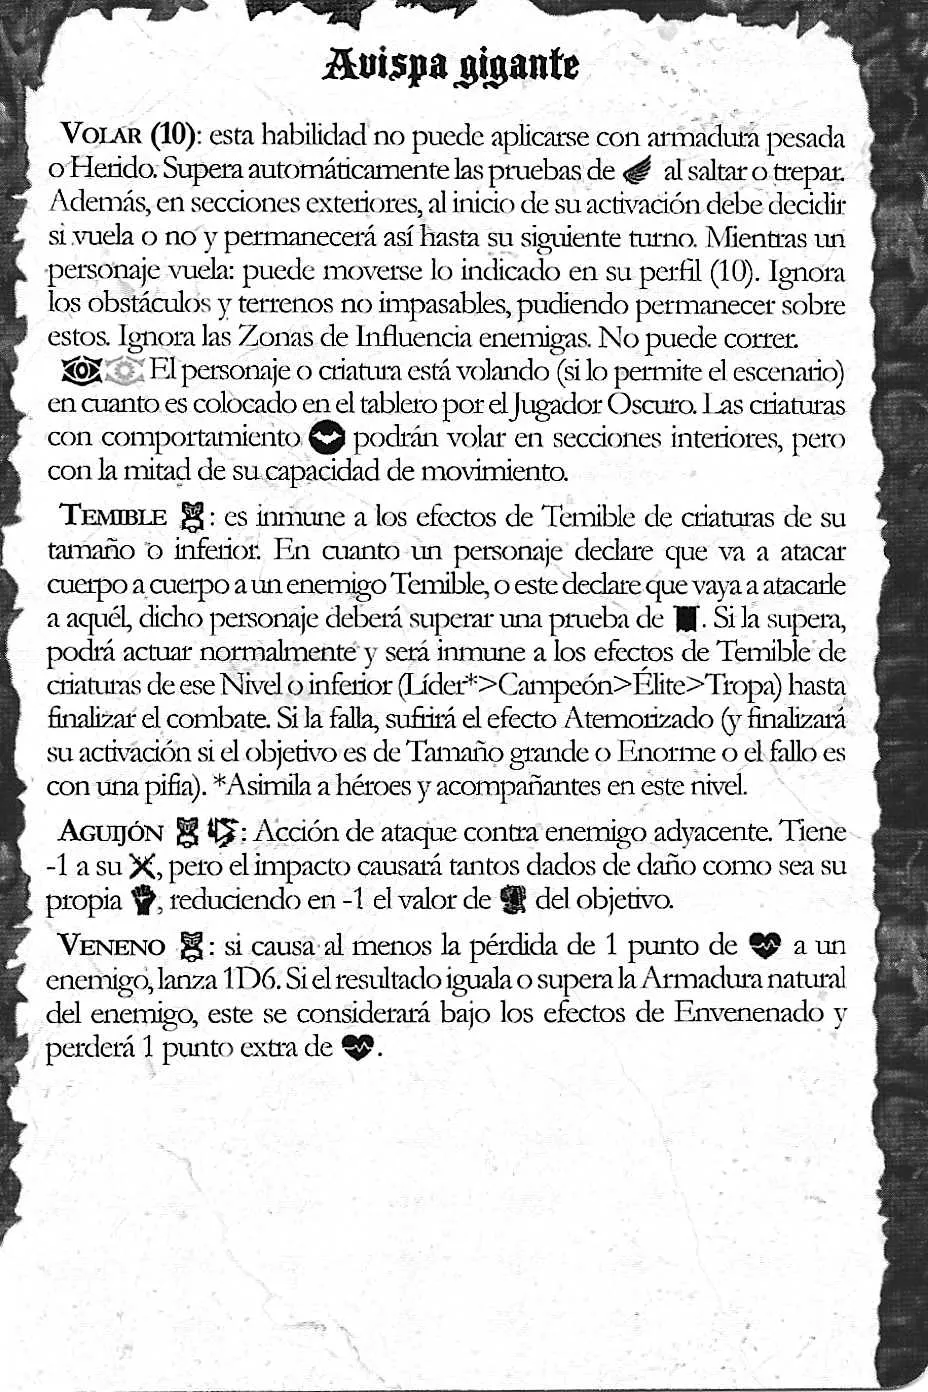 Avispa gigante
VOLAR (10): esta habilidad no puede aplicarse con armadura pesada
o Herido. Supera automáticamente las pruebas de al saltar o trepar.
Además, en secciones exteriores, al inicio de su activación debe decidir
si vuela o no y permanecerá así hasta su siguiente turno. Mientras un
personaje vuela: puede moverse lo indicado en su perfil (10). Ignora
los obstáculos y terrenos no impasables, pudiendo permanecer sobre
estos. Ignora las Zonas de Influencia enemigas. No puede correr.
El personaje o criatura está volando (si lo permite el escenario)
en cuanto es colocado en el tablero por el Jugador Oscuro. Las criaturas
con comportamiento podrán volar en secciones interiores, pero
con la mitad de su capacidad de movimiento.
TEMIBLE : es inmune a los efectos de Temible de criaturas de su
tamaño o inferior. En cuanto un personaje declare que va a atacar
cuerpo a cuerpo a un enemigo Temible, o este declare que vaya a atacarle
a aquél, dicho personaje deberá superar una prueba de . Si la supera,
podrá actuar normalmente y será inmune a los efectos de Temible de
criaturas de ese Nivel o inferior (Líder*>Campeón>Élite>Tropa) hasta
finalizar el combate. Si la falla, sufrirá el efecto Atemorizado (y finalizará
su activación si el objetivo es de Tamaño grande o Enorme o el fallo es
con una pifia). *Asimila a héroes y acompañantes en este nivel.
AGUIJÓN : Acción de ataque contra enemigo adyacente. Tiene
-1 a su , pero el impacto causará tantos dados de daño como sea su
propia , reduciendo en -1 el valor de del objetivo.
VENENO : si causa al menos la pérdida de 1 punto de a un
enemigo, lanza 1D6. Si el resultado iguala o supera la Armadura natural
del enemigo, este se considerará bajo los efectos de Envenenado y
perderá 1 punto extra de .